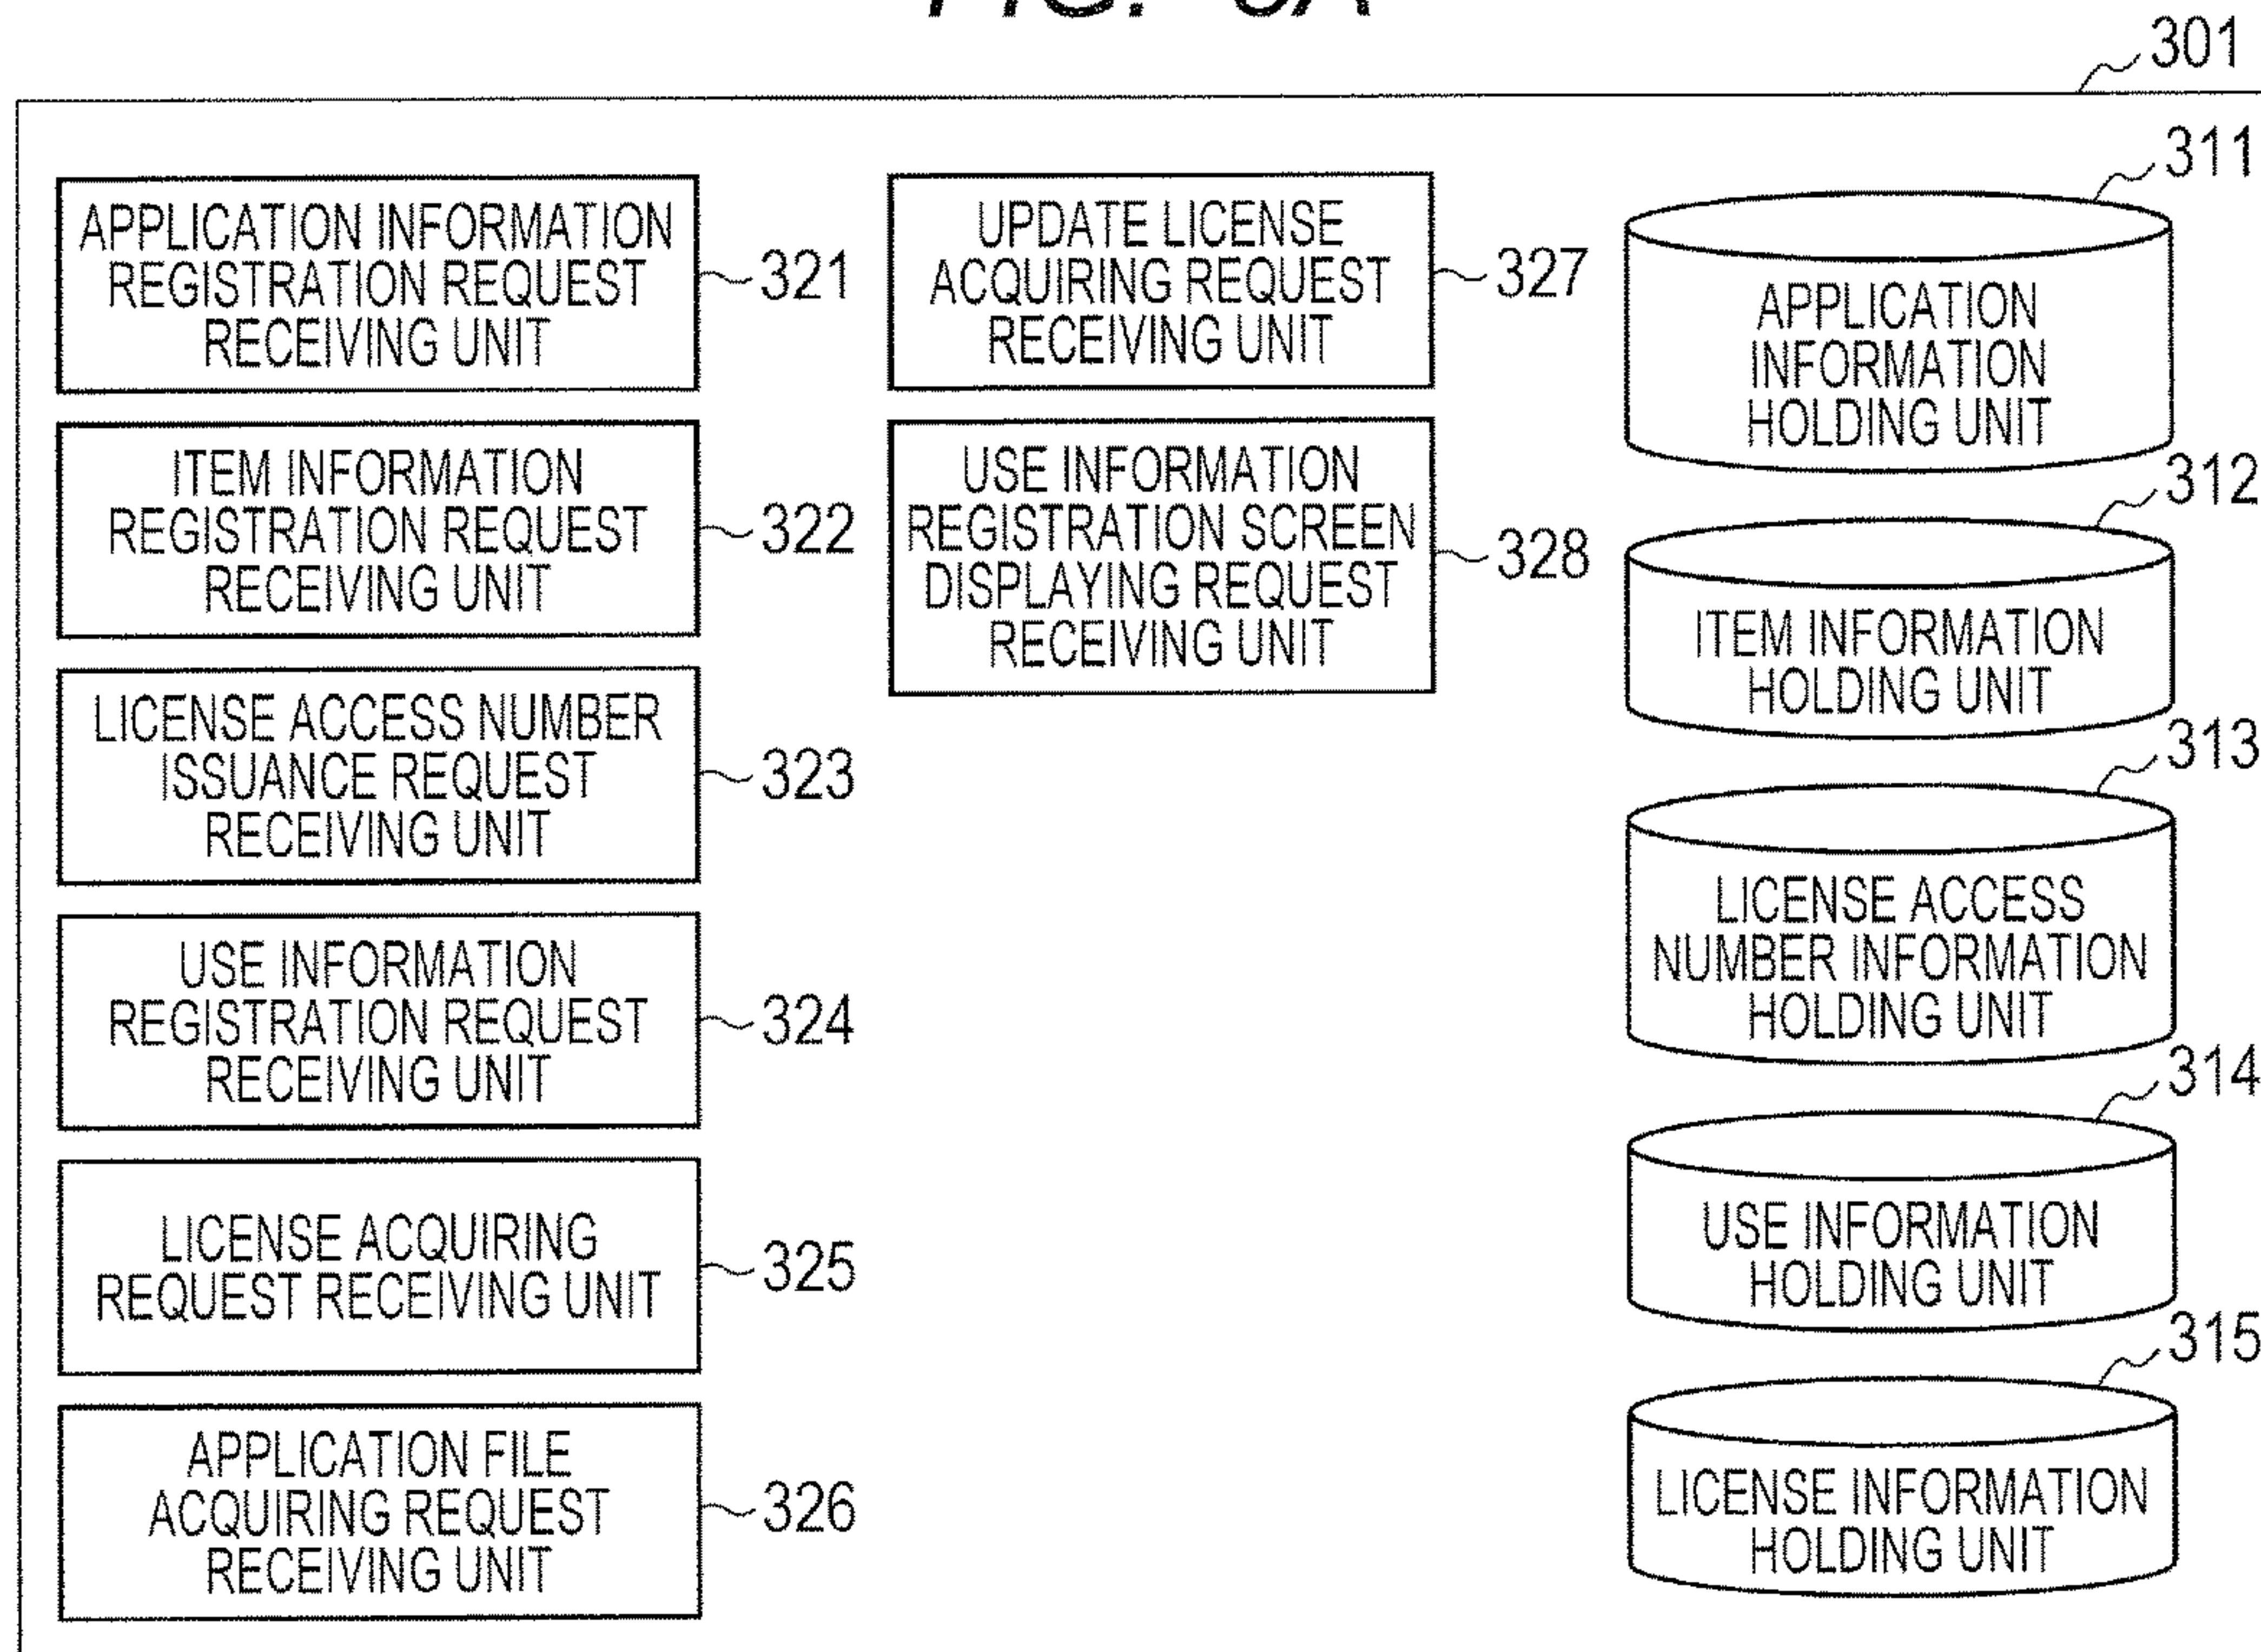 301
APPLICATION INFORMATION
REGISTRATION REQUEST
RECEIVING UNIT
321
ITEM INFORMATION
REGISTRATION REQUEST
RECEIVING UNIT
322
LICENSE ACCESS NUMBER
ISSUANCE REQUEST
RECEIVING UNIT
323
USE INFORMATION
REGISTRATION REQUEST
RECEIVING UNIT
324
LICENSE ACQUIRING
REQUEST RECEIVING UNIT
325
APPLICATION FILE
ACQUIRING REQUEST
RECEIVING UNIT
326
UPDATE LICENSE
ACQUIRING REQUEST
RECEIVING UNIT
327
USE INFORMATION
REGISTRATION SCREEN
DISPLAYING REQUEST
RECEIVING UNIT
328
311
APPLICATION
INFORMATION
HOLDING UNIT
312
ITEM INFORMATION
HOLDING UNIT
313
LICENSE ACCESS
NUMBER INFORMATION
HOLDING UNIT
314
USE INFORMATION
HOLDING UNIT
315
LICENSE INFORMATION
HOLDING UNIT